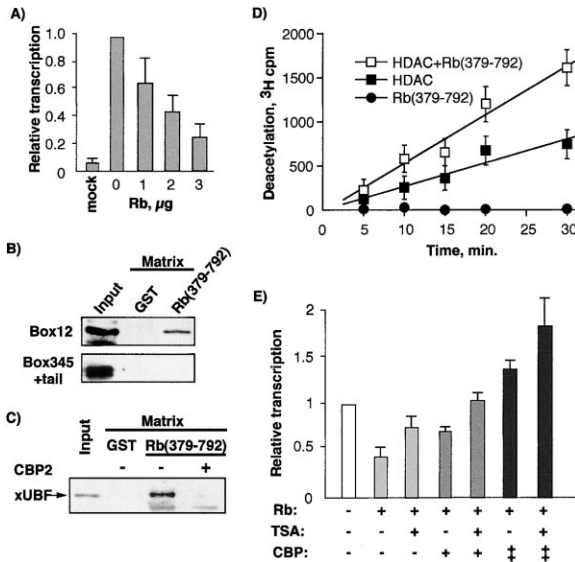 A)
Relative transcription
1.0
0.8
0.6
0.4
0.2
0
mock
0 1 2 3
Rb, µg
B)
Matrix
Input GST Rb(379-792)
Box12
Box345
+tail
C)
Matrix
Input
GST Rb(379-792)
CBP2 - - +
xUBF
D)
Deacetylation, ³H cpm
2000
1500
1000
500
0
HDAC+Rb(379-792)
HDAC
Rb(379-792)
0 5 10 15 20 30
Time, min.
E)
Relative transcription
2
1.5
1
0.5
0
Rb: - + + + + + +
TSA: - - + - + - +
CBP: - - - + + ‡ ‡